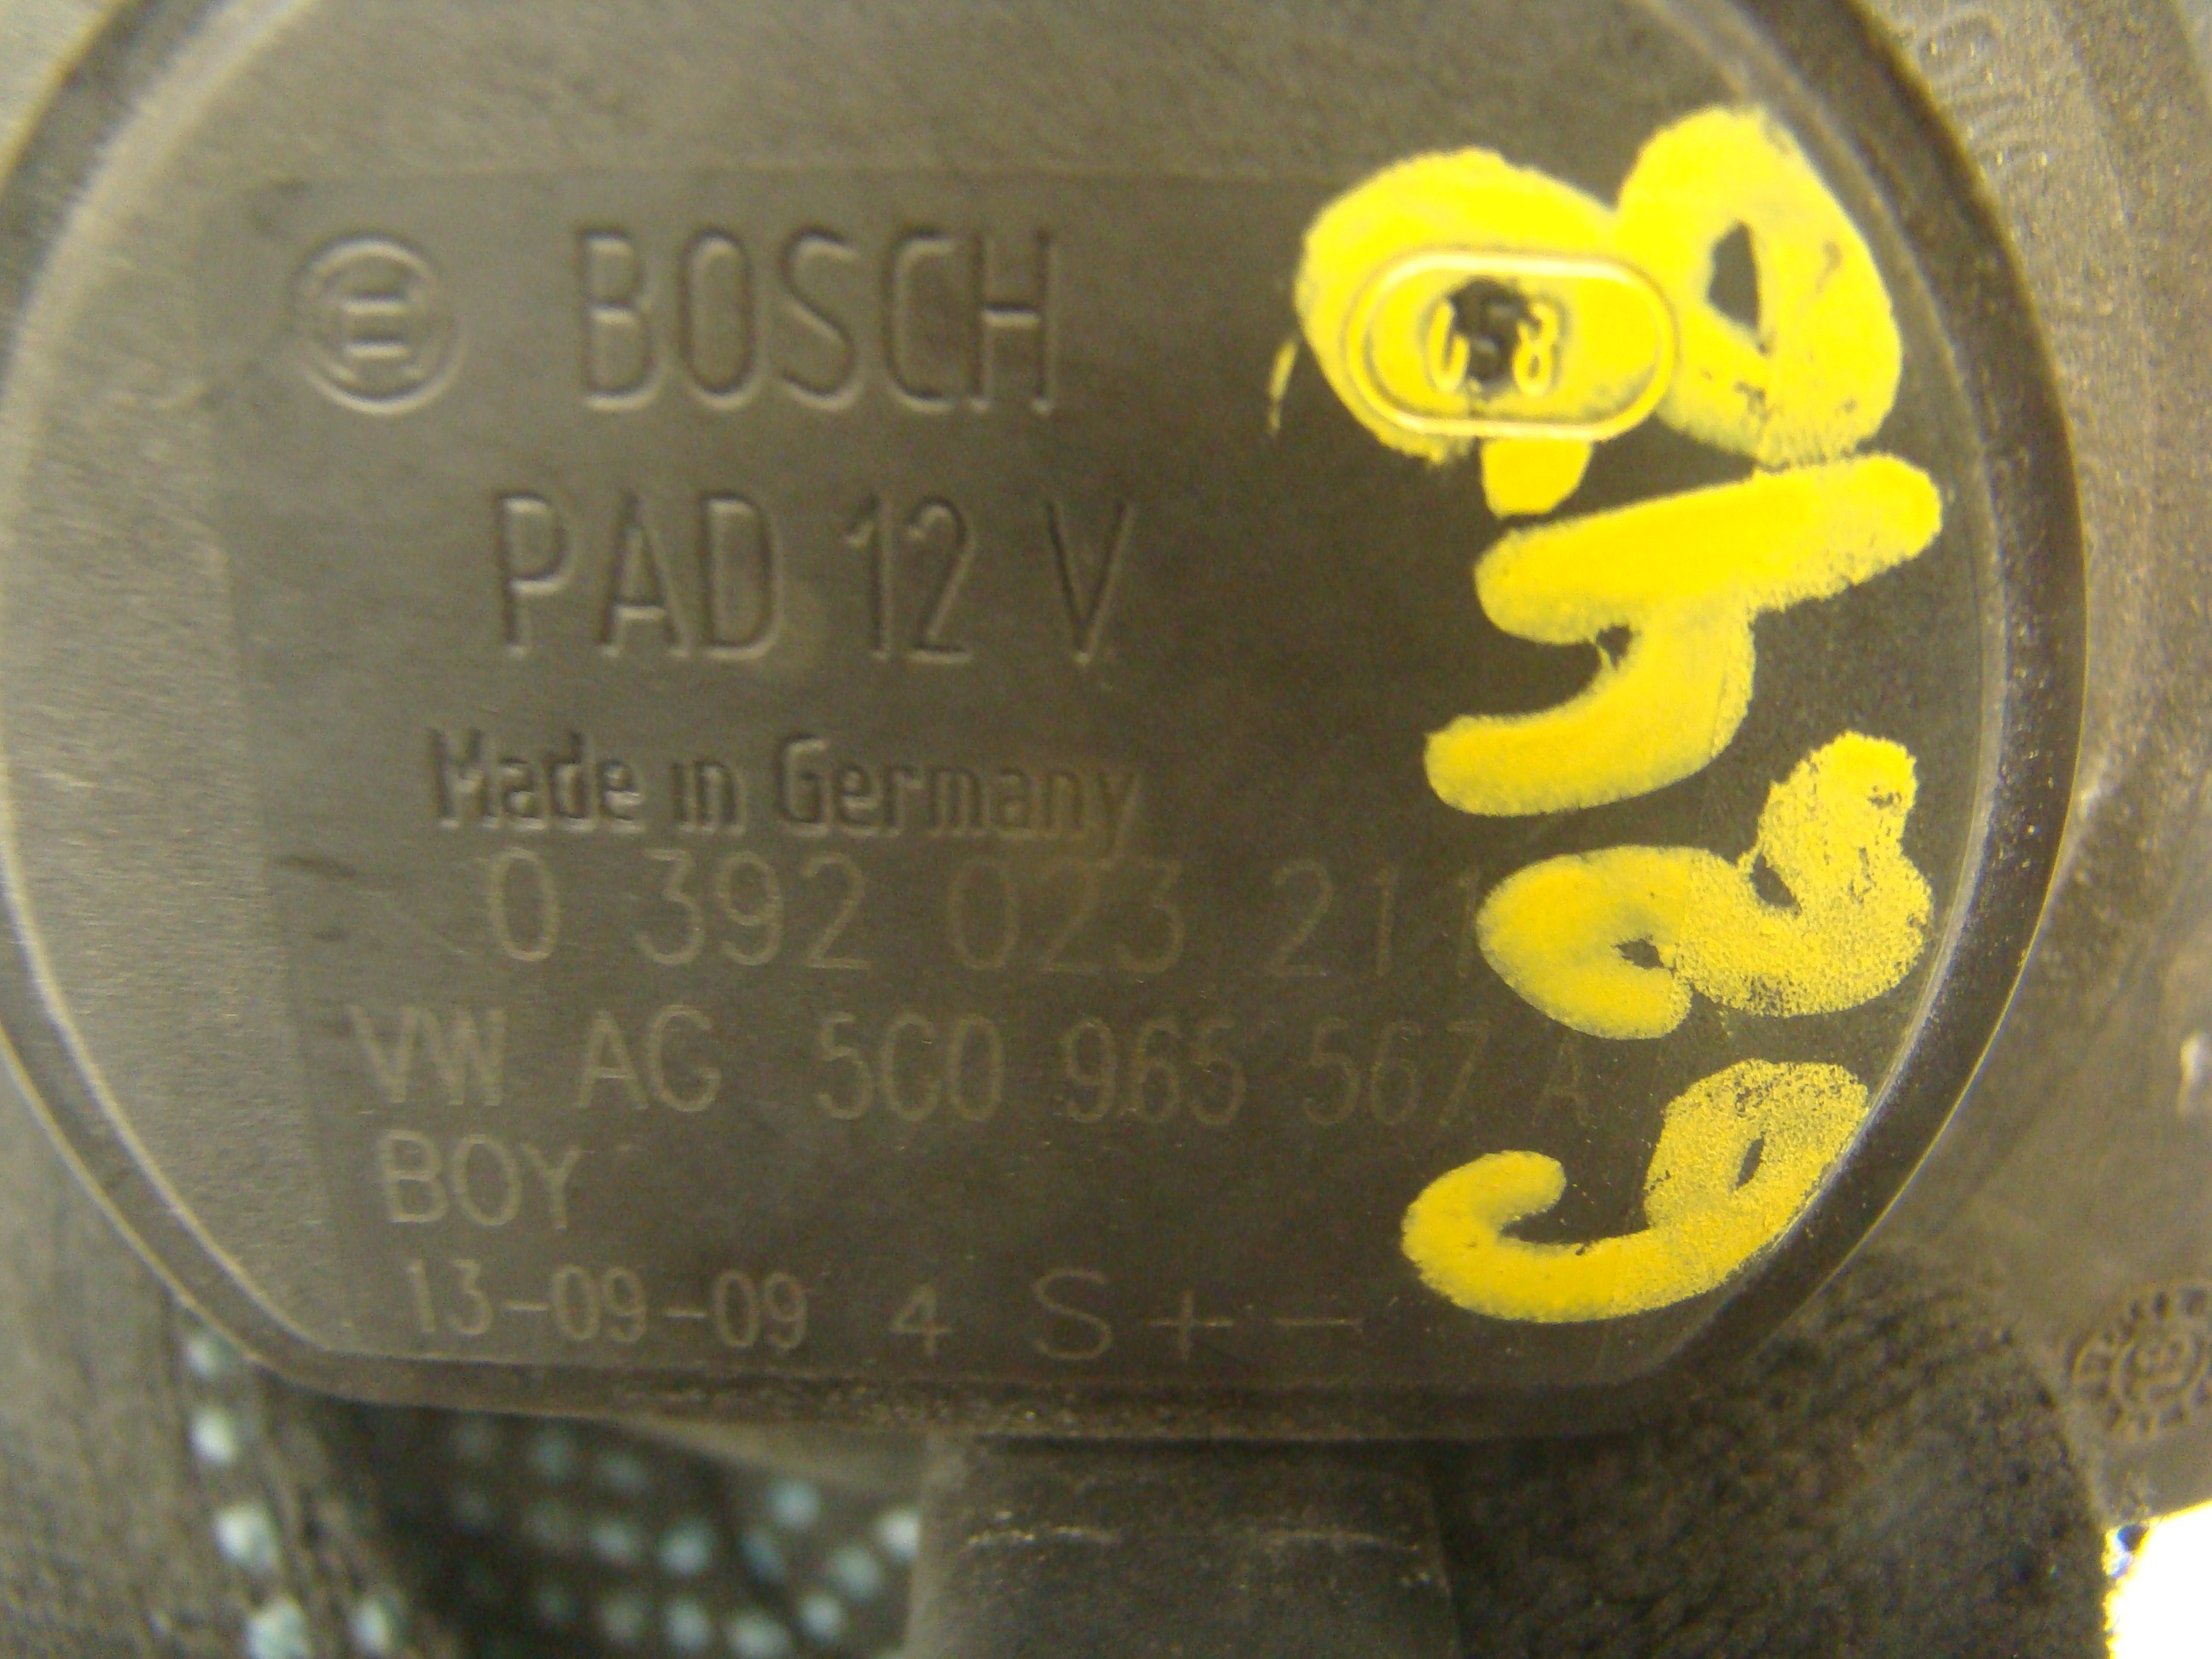 BOSCH
PAD 12 V
Made in Germany
0 392 023 211
VW AG 5C0 965 567 A
BOY
13-09-09 4 S + -